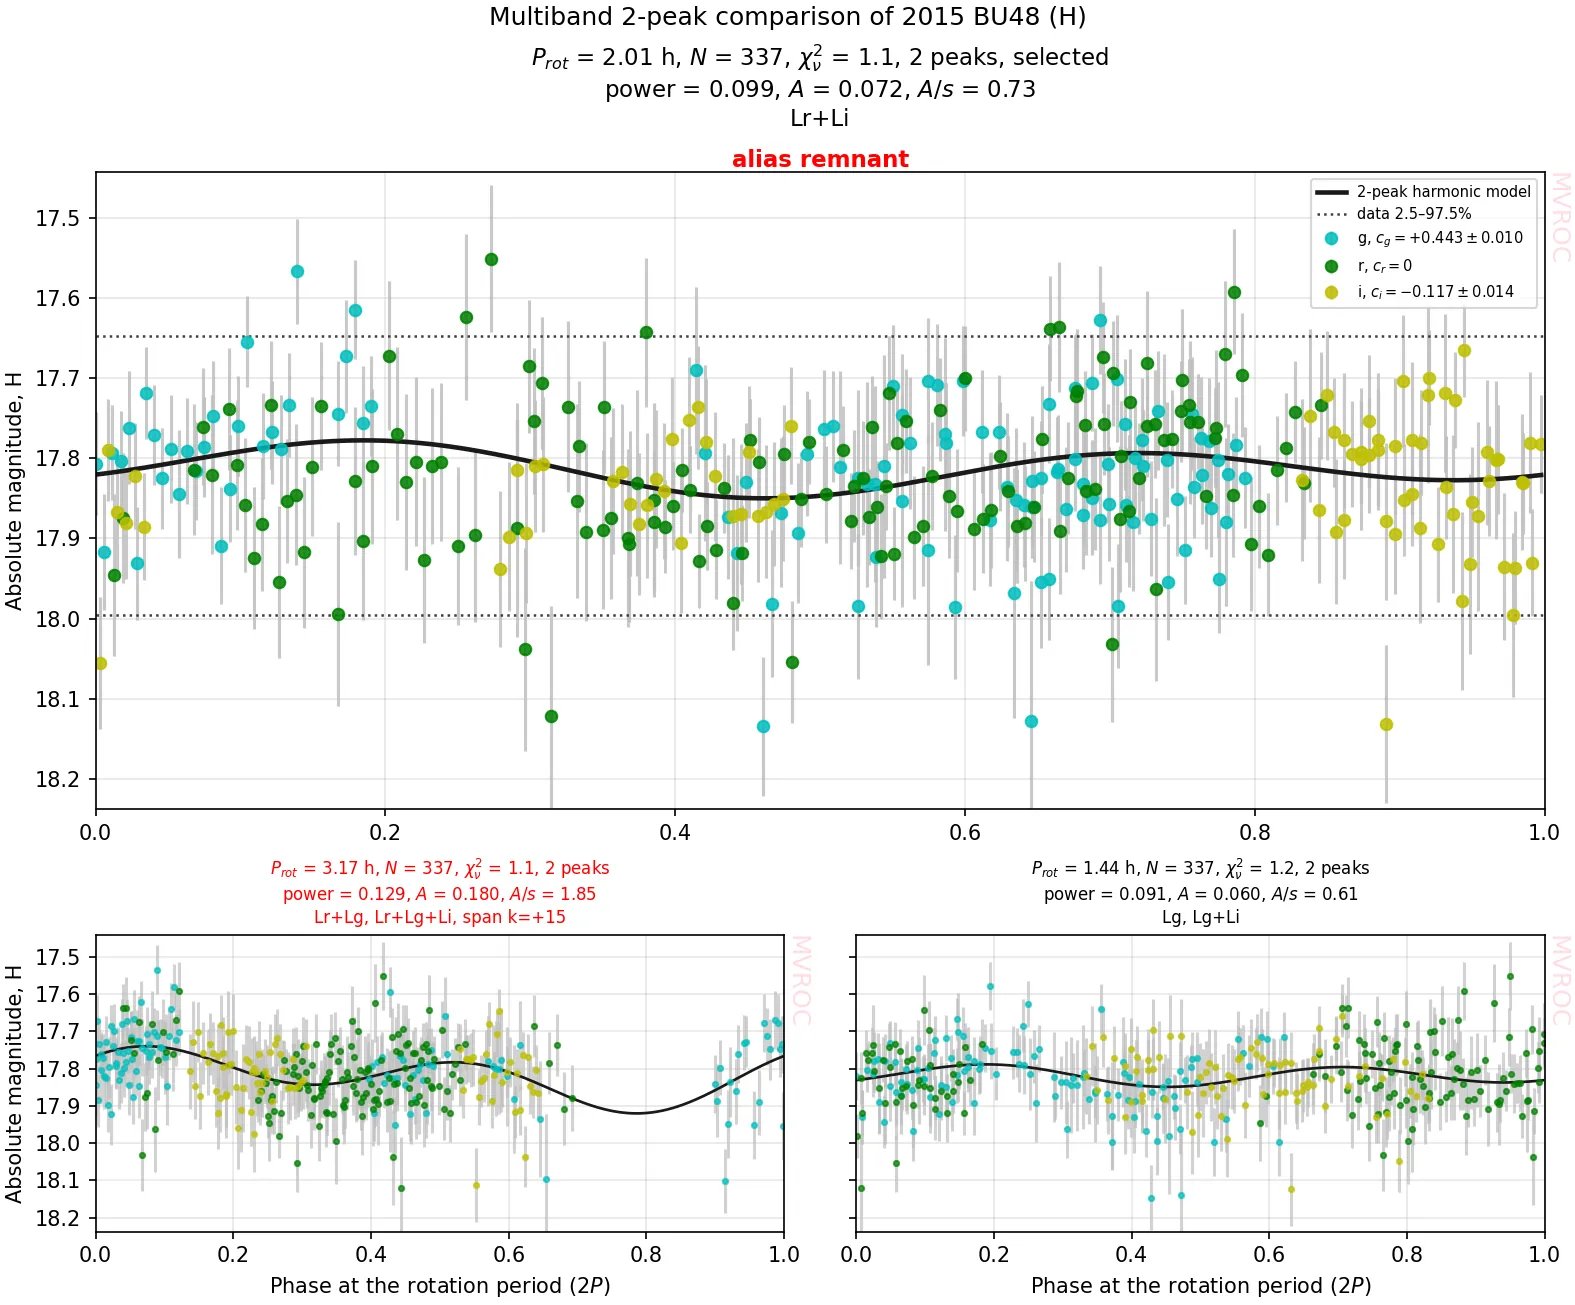 Multiband 2-peak comparison of 2015 BU48 (H)
P_rot = 2.01 h, N = 337, χ²_ν = 1.1, 2 peaks, selected
power = 0.099, A = 0.072, A/s = 0.73
Lr+Li
alias remnant
Absolute magnitude, H
17.5
17.6
17.7
17.8
17.9
18.0
18.1
18.2
2-peak harmonic model
data 2.5–97.5%
g, c_g = +0.443 ± 0.010
r, c_r = 0
i, c_i = −0.117 ± 0.014
MVROC
0.0 0.2 0.4 0.6 0.8 1.0
P_rot = 3.17 h, N = 337, χ²_ν = 1.1, 2 peaks
power = 0.129, A = 0.180, A/s = 1.85
Lr+Lg, Lr+Lg+Li, span k=+15
Absolute magnitude, H
17.5
17.6
17.7
17.8
17.9
18.0
18.1
18.2
MVROC
0.0 0.2 0.4 0.6 0.8 1.0
Phase at the rotation period (2P)
P_rot = 1.44 h, N = 337, χ²_ν = 1.2, 2 peaks
power = 0.091, A = 0.060, A/s = 0.61
Lg, Lg+Li
MVROC
0.0 0.2 0.4 0.6 0.8 1.0
Phase at the rotation period (2P)